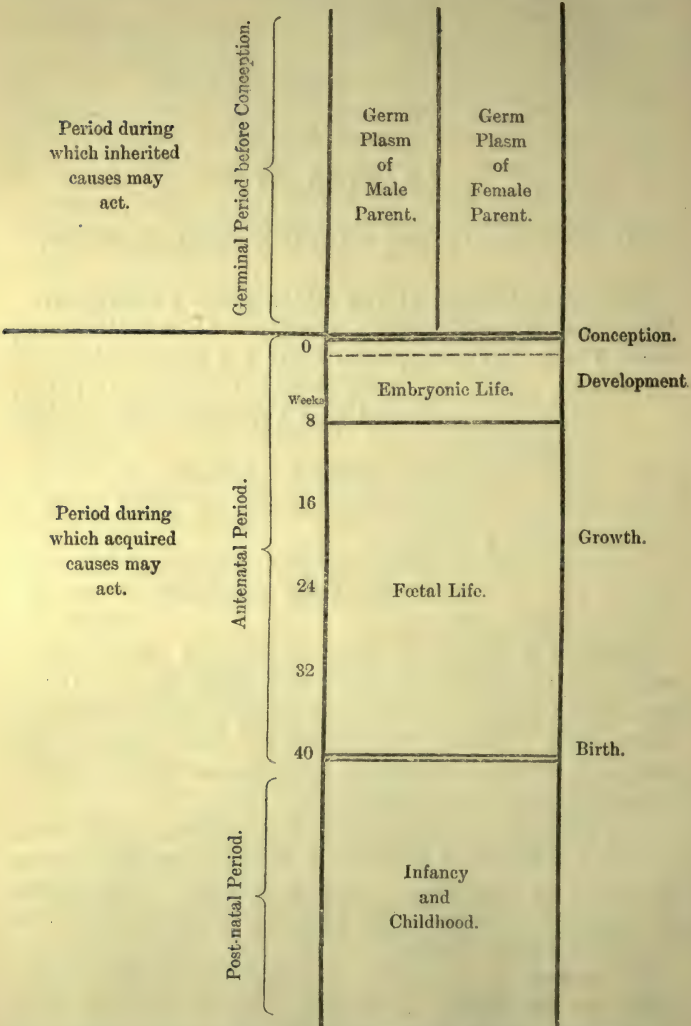 Period during
which inherited
causes may
act.
Germinal Period before Conception.
Germ
Plasm
of
Male
Parent.
Germ
Plasm
of
Female
Parent.
Conception.
0
Development.
Embryonic Life.
Weeks
8
16
Period during
which acquired
causes may
act.
Antenatal Period.
Growth.
24
Fœtal Life.
32
40
Birth.
Post-natal Period.
Infancy
and
Childhood.